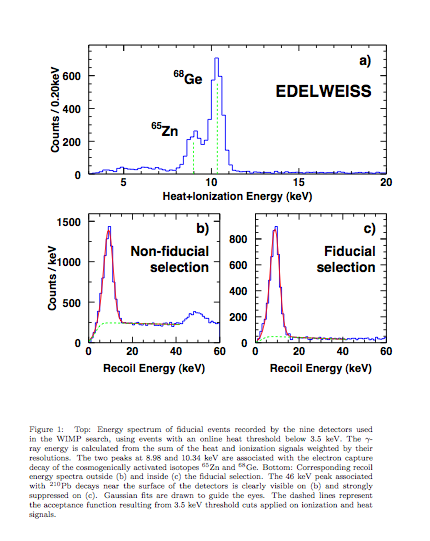 a)
600
400
200
0
Counts / 0.20keV
⁶⁸Ge
⁶⁵Zn
EDELWEISS
5
10
15
20
Heat+Ionization Energy (keV)
1500
1000
500
0
Counts / keV
b)
Non-fiducial
selection
0
20
40
60
Recoil Energy (keV)
800
600
400
200
0
c)
Fiducial
selection
0
20
40
60
Recoil Energy (keV)
Figure 1: Top: Energy spectrum of fiducial events recorded by the nine detectors used
in the WIMP search, using events with an online heat threshold below 3.5 keV. The γ-
ray energy is calculated from the sum of the heat and ionization signals weighted by their
resolutions. The two peaks at 8.98 and 10.34 keV are associated with the electron capture
decay of the cosmogenically activated isotopes ⁶⁵Zn and ⁶⁸Ge. Bottom: Corresponding recoil
energy spectra outside (b) and inside (c) the fiducial selection. The 46 keV peak associated
with ²¹⁰Pb decays near the surface of the detectors is clearly visible on (b) and strongly
suppressed on (c). Gaussian fits are drawn to guide the eyes. The dashed lines represent
the acceptance function resulting from 3.5 keV threshold cuts applied on ionization and heat
signals.